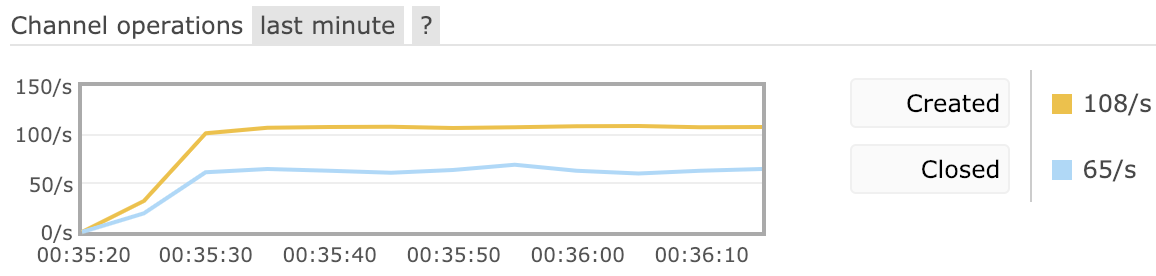 Channel operations last minute ?
150/s
100/s
50/s
0/s
00:35:20 00:35:30 00:35:40 00:35:50 00:36:00 00:36:10
Created 108/s
Closed 65/s